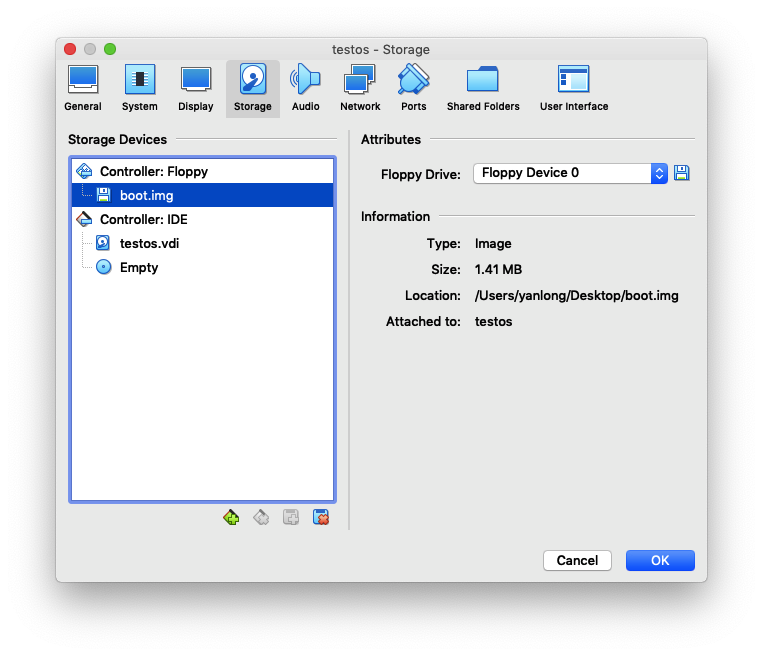 testos - Storage
General System Display Storage Audio Network Ports Shared Folders User Interface
Storage Devices
Controller: Floppy
boot.img
Controller: IDE
testos.vdi
Empty
Attributes
Floppy Drive: Floppy Device 0
Information
Type: Image
Size: 1.41 MB
Location: /Users/yanlong/Desktop/boot.img
Attached to: testos
Cancel OK